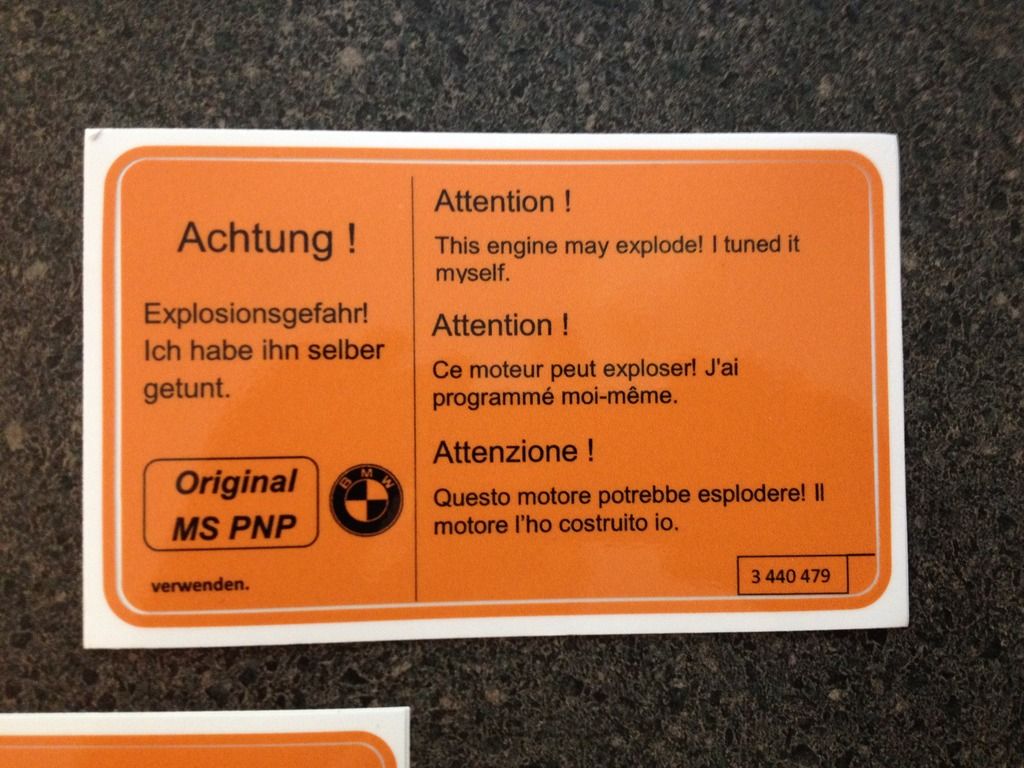 Achtung !
Explosionsgefahr!
Ich habe ihn selber
getunt.
Original
MS PNP
BMW
verwenden.
Attention !
This engine may explode! I tuned it
myself.
Attention !
Ce moteur peut exploser! J'ai
programmé moi-même.
Attenzione !
Questo motore potrebbe esplodere! Il
motore l'ho costruito io.
3 440 479